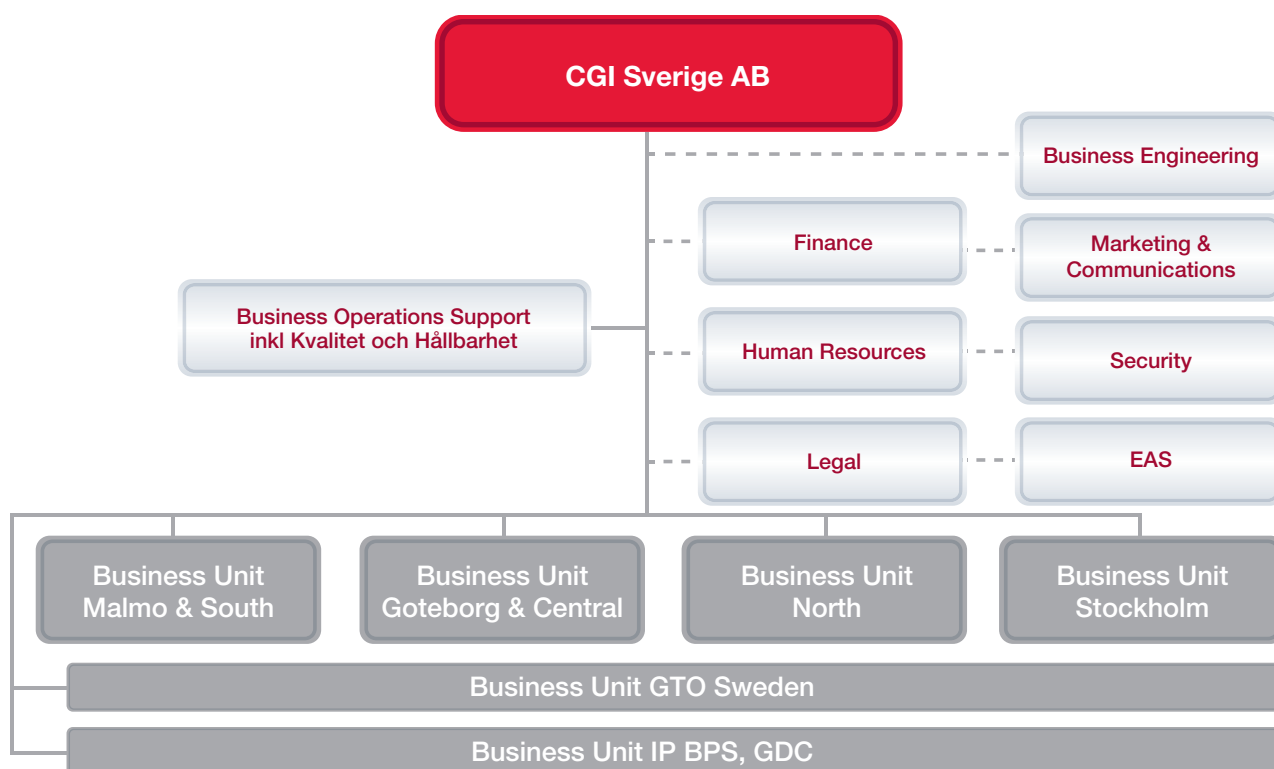 CGI Sverige AB
Business Engineering
Finance
Marketing &
Communications
Business Operations Support
inkl Kvalitet och Hållbarhet
Human Resources
Security
Legal
EAS
Business Unit
Malmo & South
Business Unit
Goteborg & Central
Business Unit
North
Business Unit
Stockholm
Business Unit GTO Sweden
Business Unit IP BPS, GDC